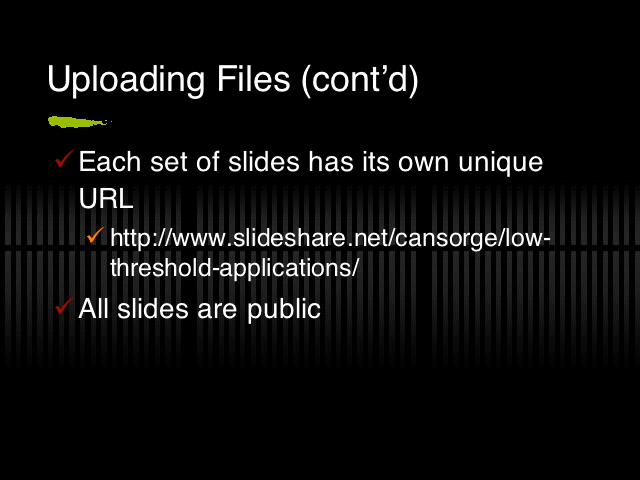 Uploading Files (cont’d)
Each set of slides has its own unique
URL
http://www.slideshare.net/cansorge/low-
threshold-applications/
All slides are public